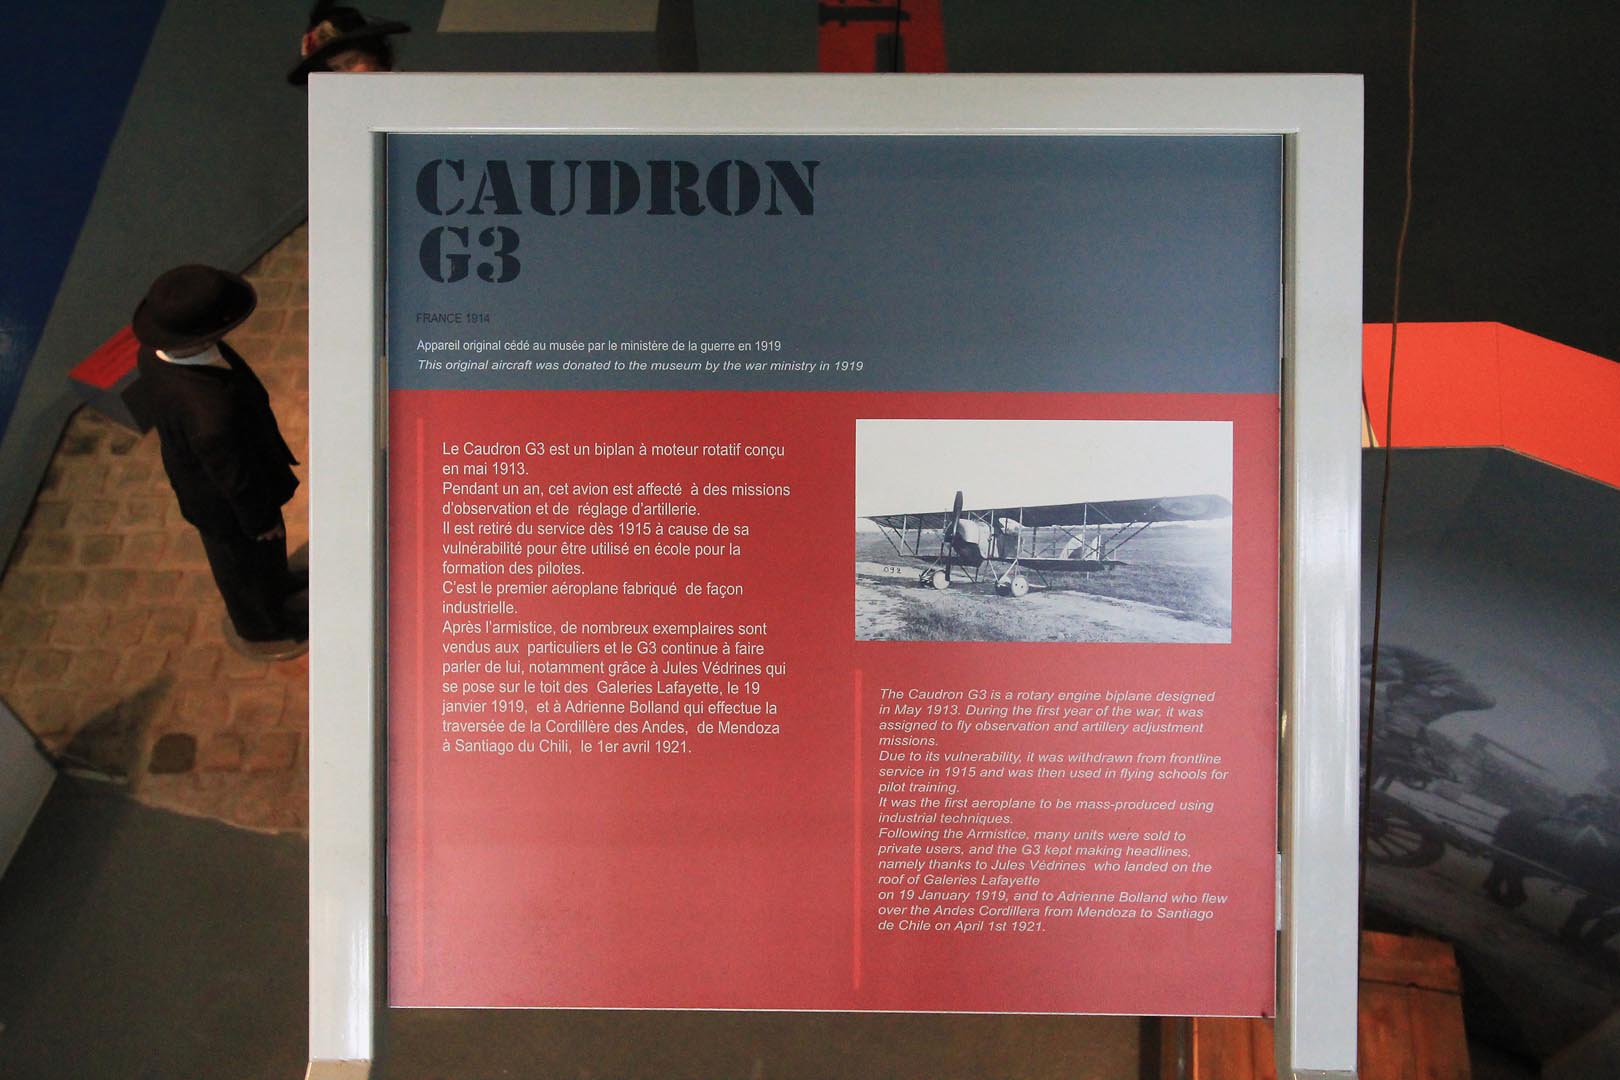 CAUDRON
G3
FRANCE 1914
Appareil original cédé au musée par le ministère de la guerre en 1919
This original aircraft was donated to the museum by the war ministry in 1919
Le Caudron G3 est un biplan à moteur rotatif conçu
en mai 1913.
Pendant un an, cet avion est affecté à des missions
d'observation et de réglage d'artillerie.
Il est retiré du service dès 1915 à cause de sa
vulnérabilité pour être utilisé en école pour la
formation des pilotes.
C'est le premier aéroplane fabriqué de façon
industrielle.
Après l'armistice, de nombreux exemplaires sont
vendus aux particuliers et le G3 continue à faire
parler de lui, notamment grâce à Jules Védrines qui
se pose sur le toit des Galeries Lafayette, le 19
janvier 1919, et à Adrienne Bolland qui effectue la
traversée de la Cordillère des Andes, de Mendoza
à Santiago du Chili, le 1er avril 1921.
092
The Caudron G3 is a rotary engine biplane designed
in May 1913. During the first year of the war, it was
assigned to fly observation and artillery adjustment
missions.
Due to its vulnerability, it was withdrawn from frontline
service in 1915 and was then used in flying schools for
pilot training.
It was the first aeroplane to be mass-produced using
industrial techniques.
Following the Armistice, many units were sold to
private users, and the G3 kept making headlines,
namely thanks to Jules Védrines who landed on the
roof of Galeries Lafayette
on 19 January 1919, and to Adrienne Bolland who flew
over the Andes Cordillera from Mendoza to Santiago
de Chile on April 1st 1921.